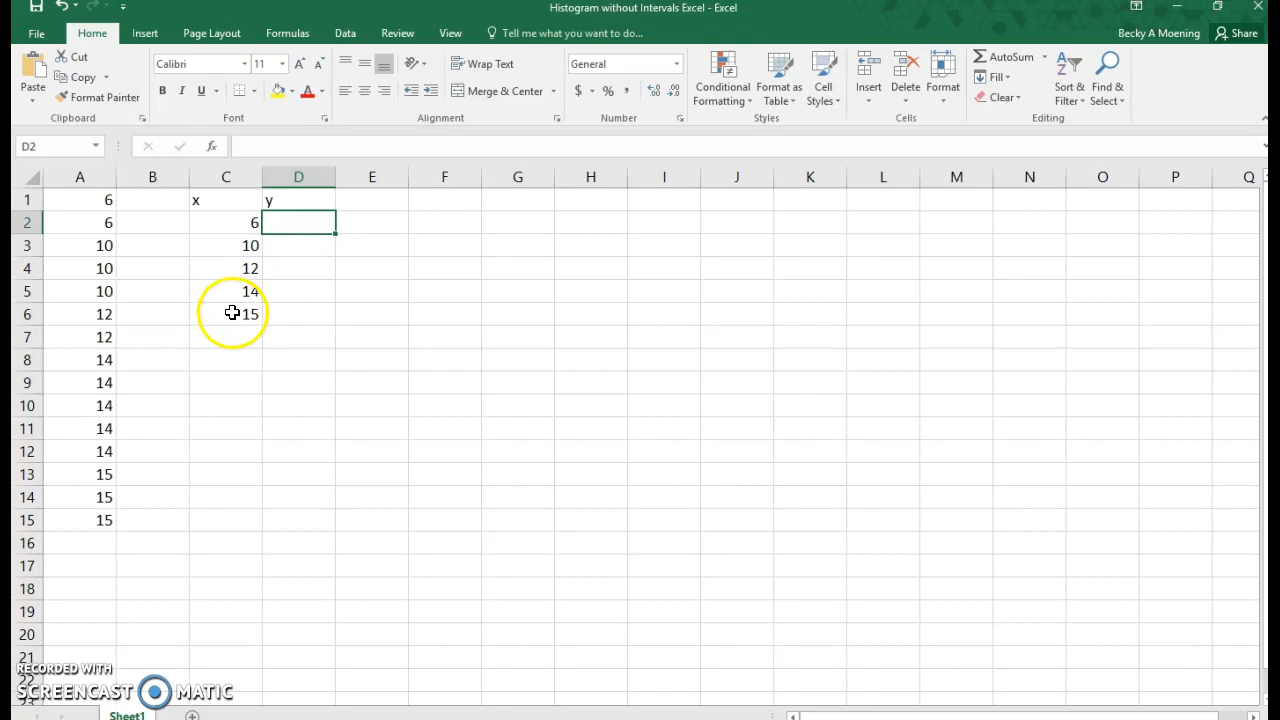 Histogram without Intervals Excel - Excel
File Home Insert Page Layout Formulas Data Review View Tell me what you want to do... Becky A Moening Share
Cut Calibri 11 A A Wrap Text General AutoSum
Paste Copy Format Painter B I U A Merge & Center $ % , Conditional Formatting Format as Table Cell Styles Insert Delete Format Fill Clear Sort & Filter Find & Select
Clipboard Font Alignment Number Styles Cells Editing
D2 fx
A B C D E F G H I J K L M N O P Q
1 6 x y
2 6 6
3 10 10
4 10 12
5 10 14
6 12 15
7 12
8 14
9 14
10 14
11 14
12 14
13 15
14 15
15 15
16
17
18
19
20
21
RECORDED WITH
22
SCREENCAST MATIC
23
Sheet1